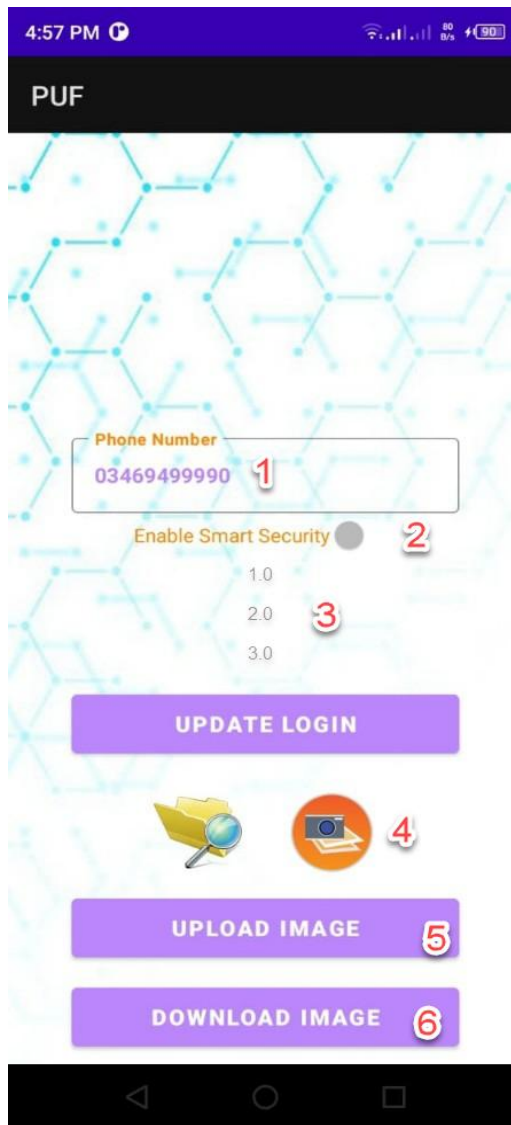 4:57 PM
80
B/s
90
PUF
Phone Number
03469499990 1
Enable Smart Security 2
1.0
2.0 3
3.0
UPDATE LOGIN
4
UPLOAD IMAGE 5
DOWNLOAD IMAGE 6